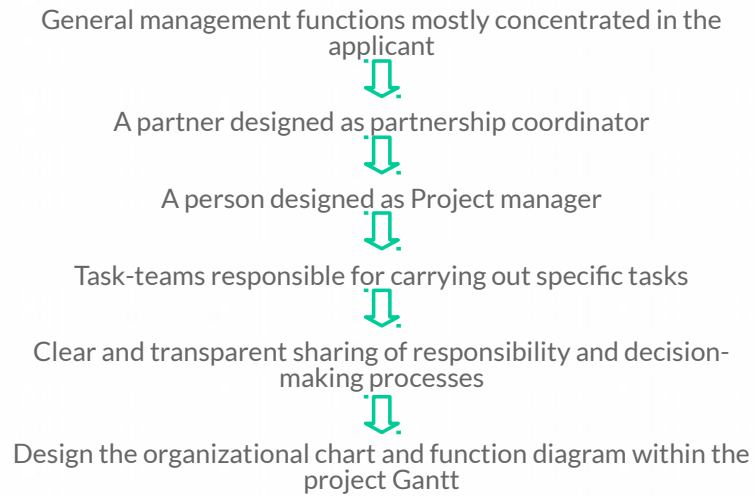 General management functions mostly concentrated in the
applicant
A partner designed as partnership coordinator
A person designed as Project manager
Task-teams responsible for carrying out specific tasks
Clear and transparent sharing of responsibility and decision-
making processes
Design the organizational chart and function diagram within the
project Gantt